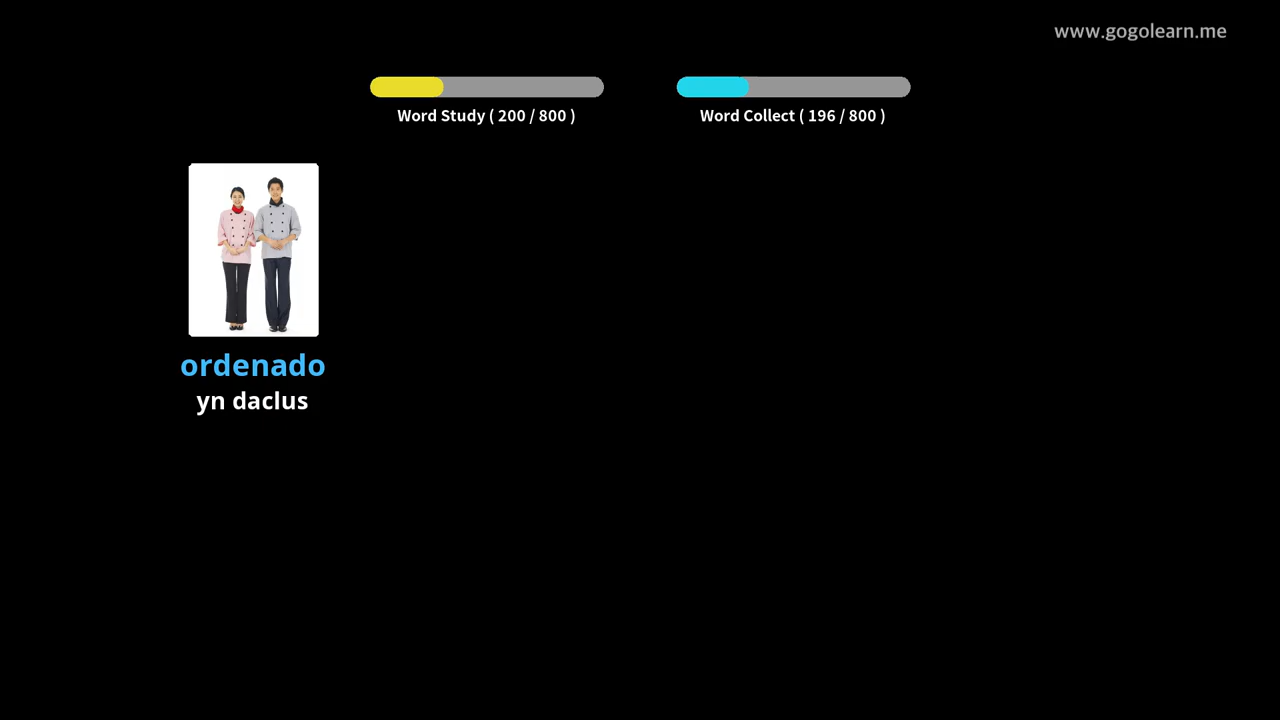 www.gogolearn.me
Word Study ( 200 / 800 )
Word Collect ( 196 / 800 )
ordenado
yn daclus